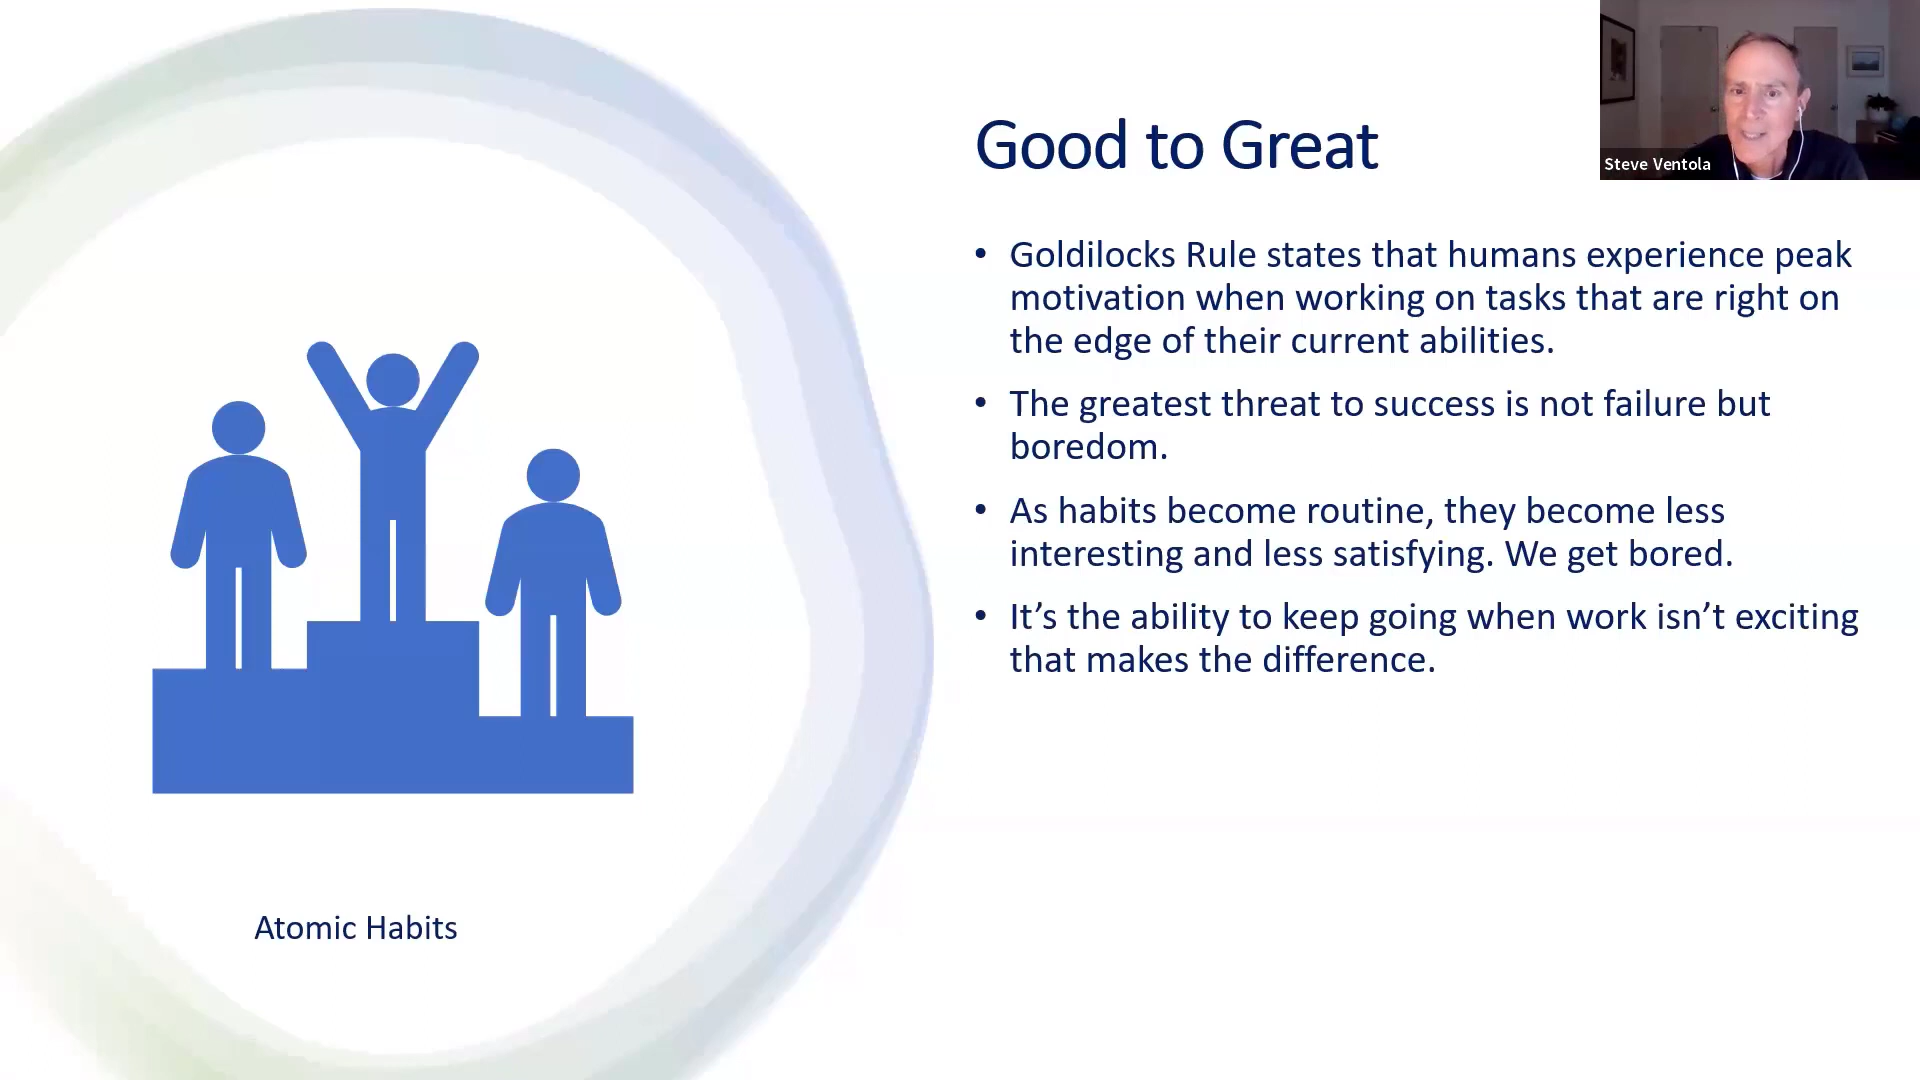 Good to Great
Steve Ventola
• Goldilocks Rule states that humans experience peak
motivation when working on tasks that are right on
the edge of their current abilities.
• The greatest threat to success is not failure but
boredom.
• As habits become routine, they become less
interesting and less satisfying. We get bored.
• It’s the ability to keep going when work isn’t exciting
that makes the difference.
Atomic Habits